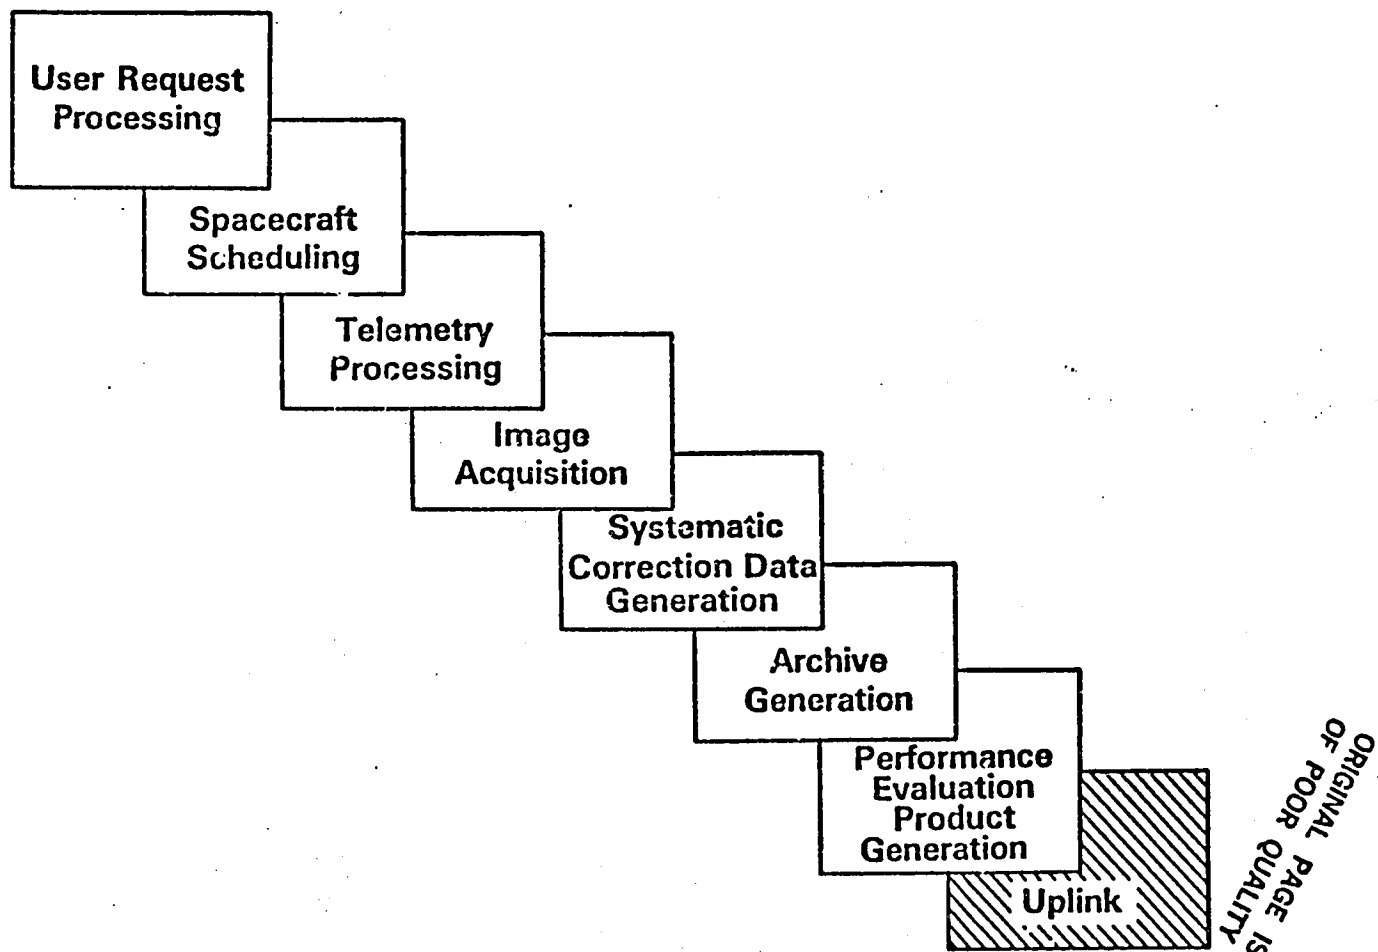 User Request
Processing
Spacecraft
Scheduling
Telemetry
Processing
Image
Acquisition
Systematic
Correction Data
Generation
Archive
Generation
Performance
Evaluation
Product
Generation
Uplink
ORIGINAL PAGE IS
OF POOR QUALITY